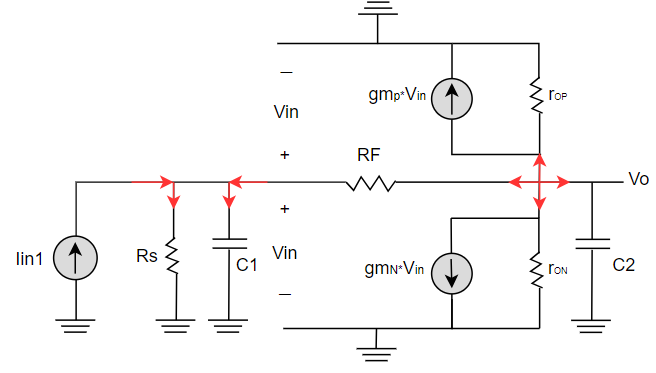 —
Vin
+
gmp*Vin
rOP
RF
Vo
+
Iin1
Rs
C1
Vin
gmN*Vin
rON
C2
—